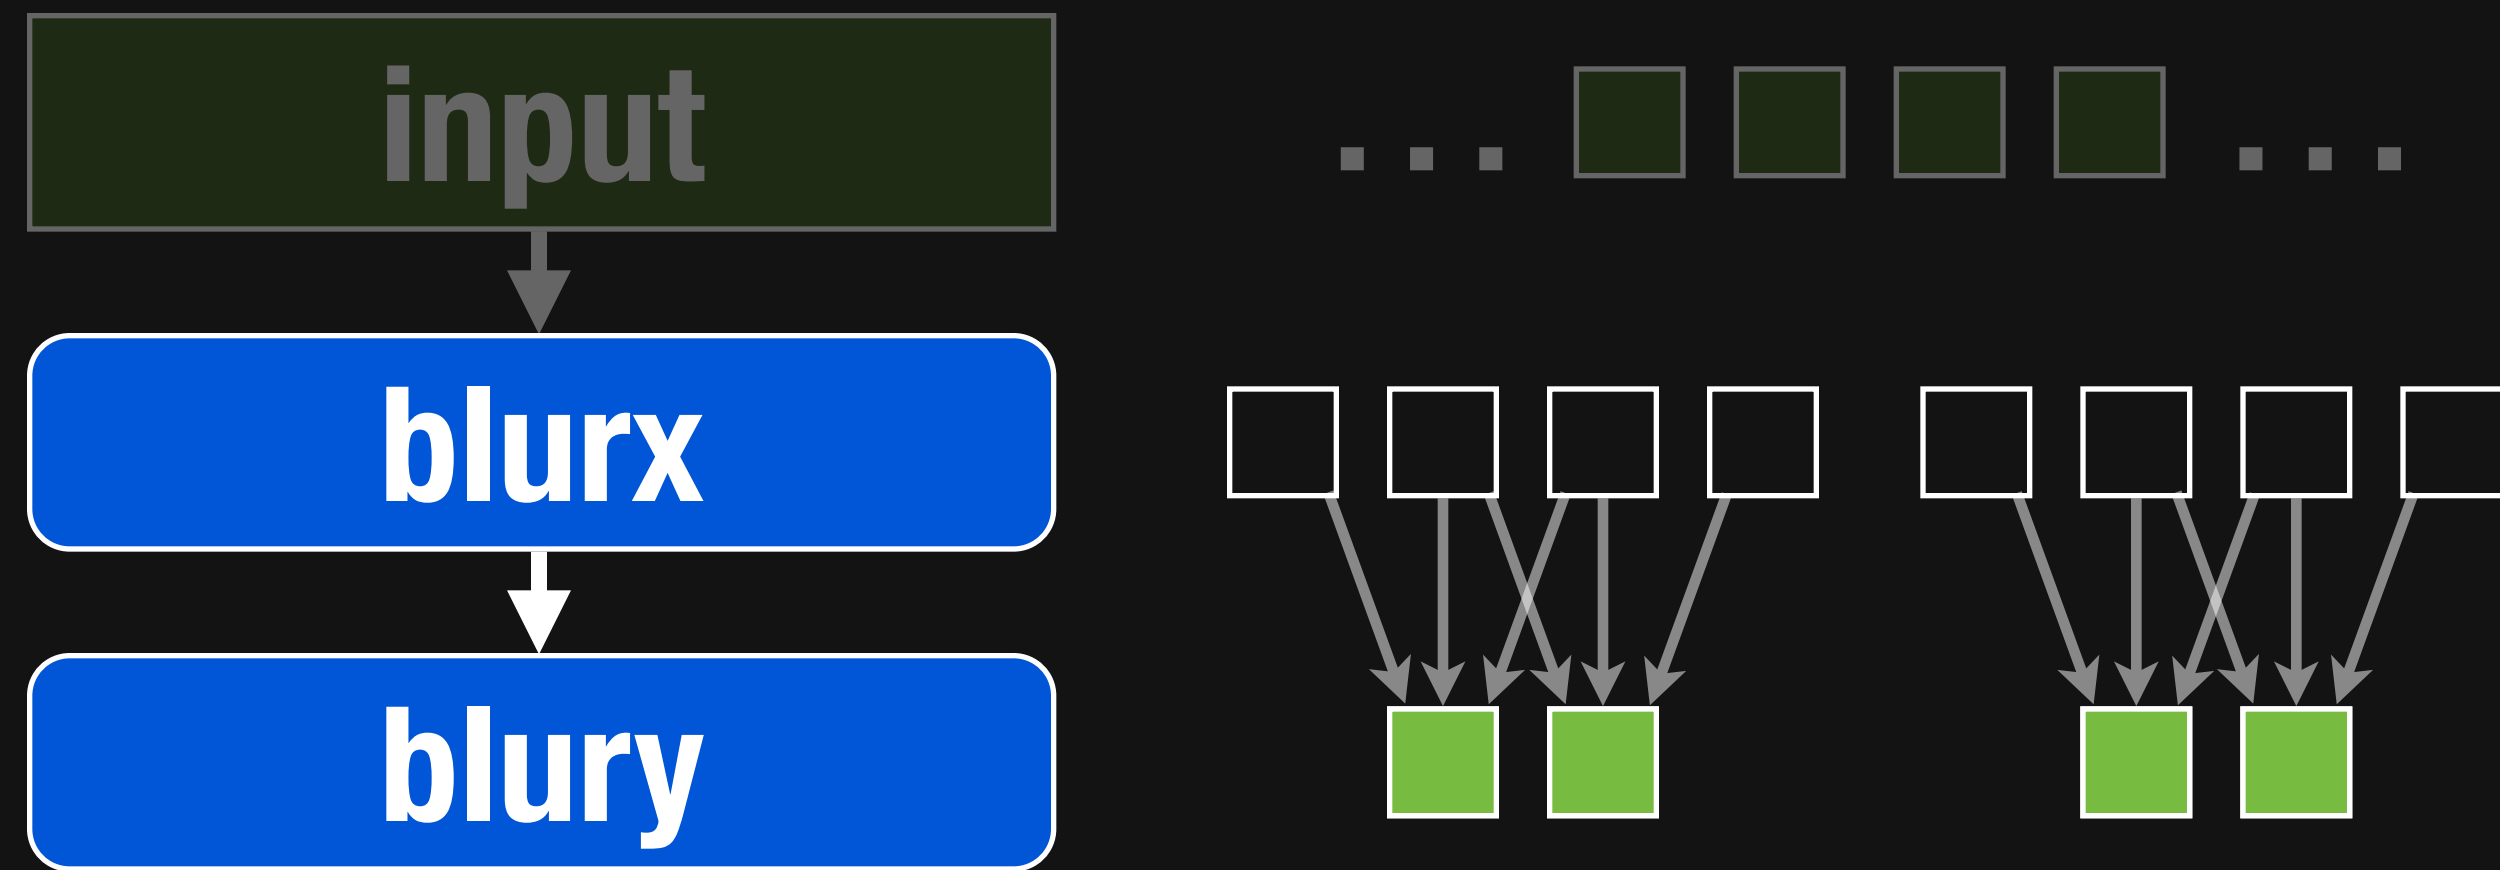 input
. . .
. . .
blurx
blury